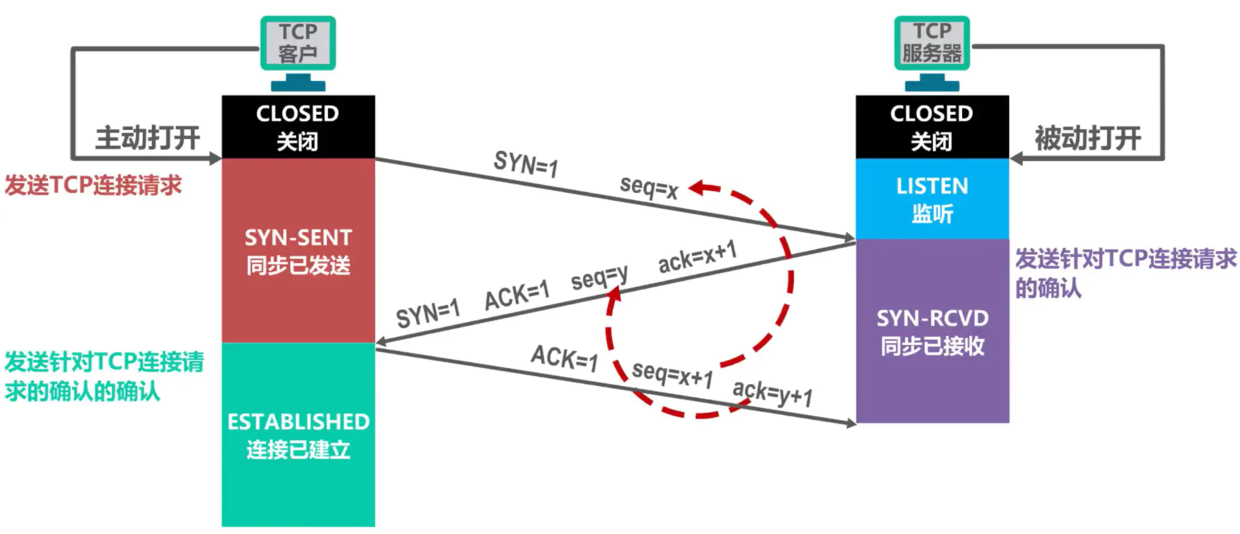 TCP
客户
TCP
服务器
CLOSED
关闭
CLOSED
关闭
主动打开
被动打开
发送TCP连接请求
SYN=1
seq=x
LISTEN
监听
SYN-SENT
同步已发送
SYN=1 ACK=1 seq=y ack=x+1
发送针对TCP连接请求
的确认
SYN-RCVD
同步已接收
发送针对TCP连接请
求的确认的确认
ACK=1 seq=x+1 ack=y+1
ESTABLISHED
连接已建立